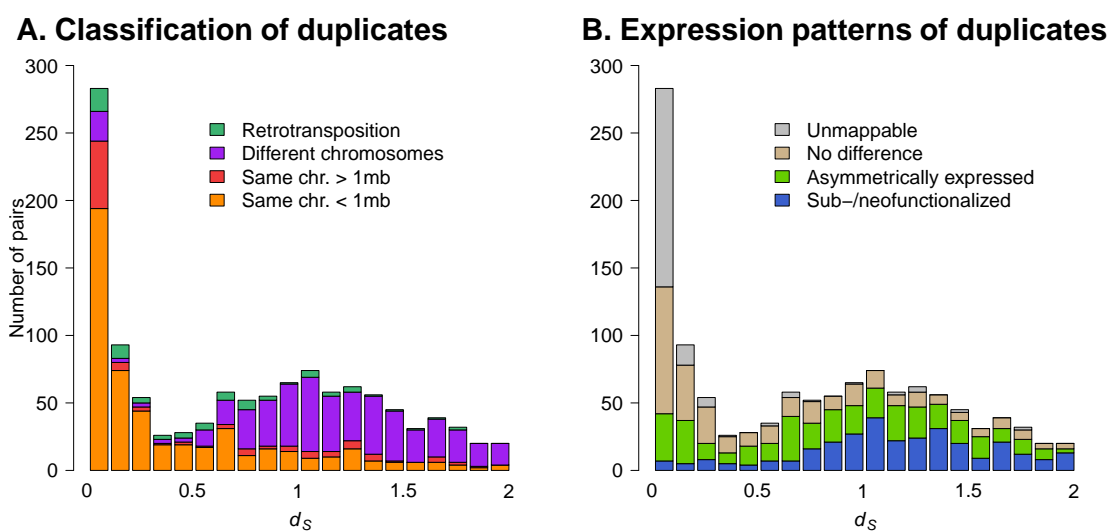 A. Classification of duplicates
Number of pairs
300
250
200
150
100
50
0
Retrotransposition
Different chromosomes
Same chr. > 1mb
Same chr. < 1mb
0
0.5
1
1.5
2
dS
B. Expression patterns of duplicates
300
250
200
150
100
50
0
Unmappable
No difference
Asymmetrically expressed
Sub−/neofunctionalized
0
0.5
1
1.5
2
dS